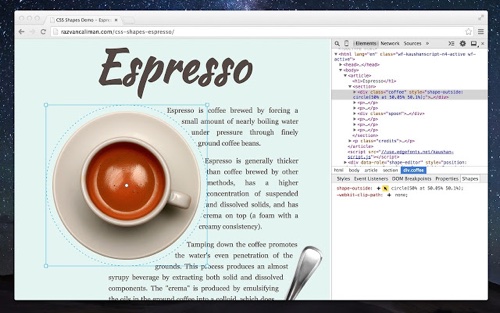 CSS Shapes Demo – Espress
razvancaliman.com/css-shapes-espresso/
Espresso
Espresso is coffee brewed by forcing a
small amount of nearly boiling water
under pressure through finely
ground coffee beans.
Espresso is generally thicker
than coffee brewed by other
methods, has a higher
concentration of suspended
and dissolved solids, and has
crema on top (a foam with a
creamy consistency).
Tamping down the coffee promotes
the water's even penetration of the
grounds. This process produces an almost
syrupy beverage by extracting both solid and dissolved
components. The "crema" is produced by emulsifying
the oils in the ground coffee into a colloid, which does
Elements Network Sources »
<html lang="en" class="wf-kaushanscript-n4-active wf-
active">
▶<head>…</head>
▼<body>
▼<article>
<h1>Espresso</h1>
▼<section>
▶<div class="coffee" style="shape-outside:
circle(50% at 50.05% 50.1%);">…</div>
▶<p>…</p>
▶<p>…</p>
▶<div class="spoon">…</div>
▶<p>…</p>
▶<p>…</p>
</section>
▶<p class="credits">…</p>
</article>
<script src="//use.edgefonts.net/kaushan-
script.js"></script>
▶<div data-role="shape-editor" style="position:
html body article section div.coffee
Styles Event Listeners DOM Breakpoints Properties Shapes
shape-outside: circle(50% at 50.05% 50.1%);
-webkit-clip-path: none;